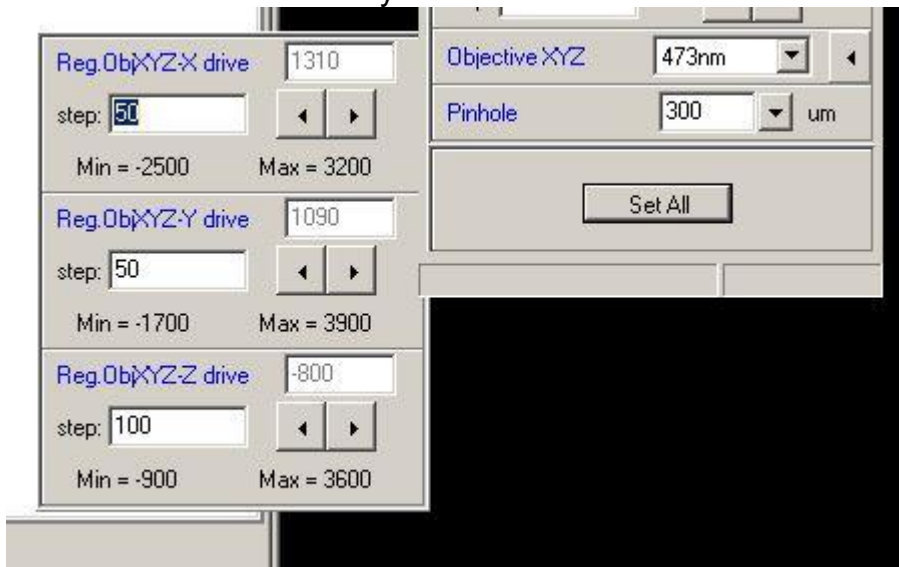 Reg.ObjXYZ-X drive 1310
step: 50
Min = -2500 Max = 3200
Reg.ObjXYZ-Y drive 1090
step: 50
Min = -1700 Max = 3900
Reg.ObjXYZ-Z drive -800
step: 100
Min = -900 Max = 3600
Objective XYZ 473nm
Pinhole 300 um
Set All